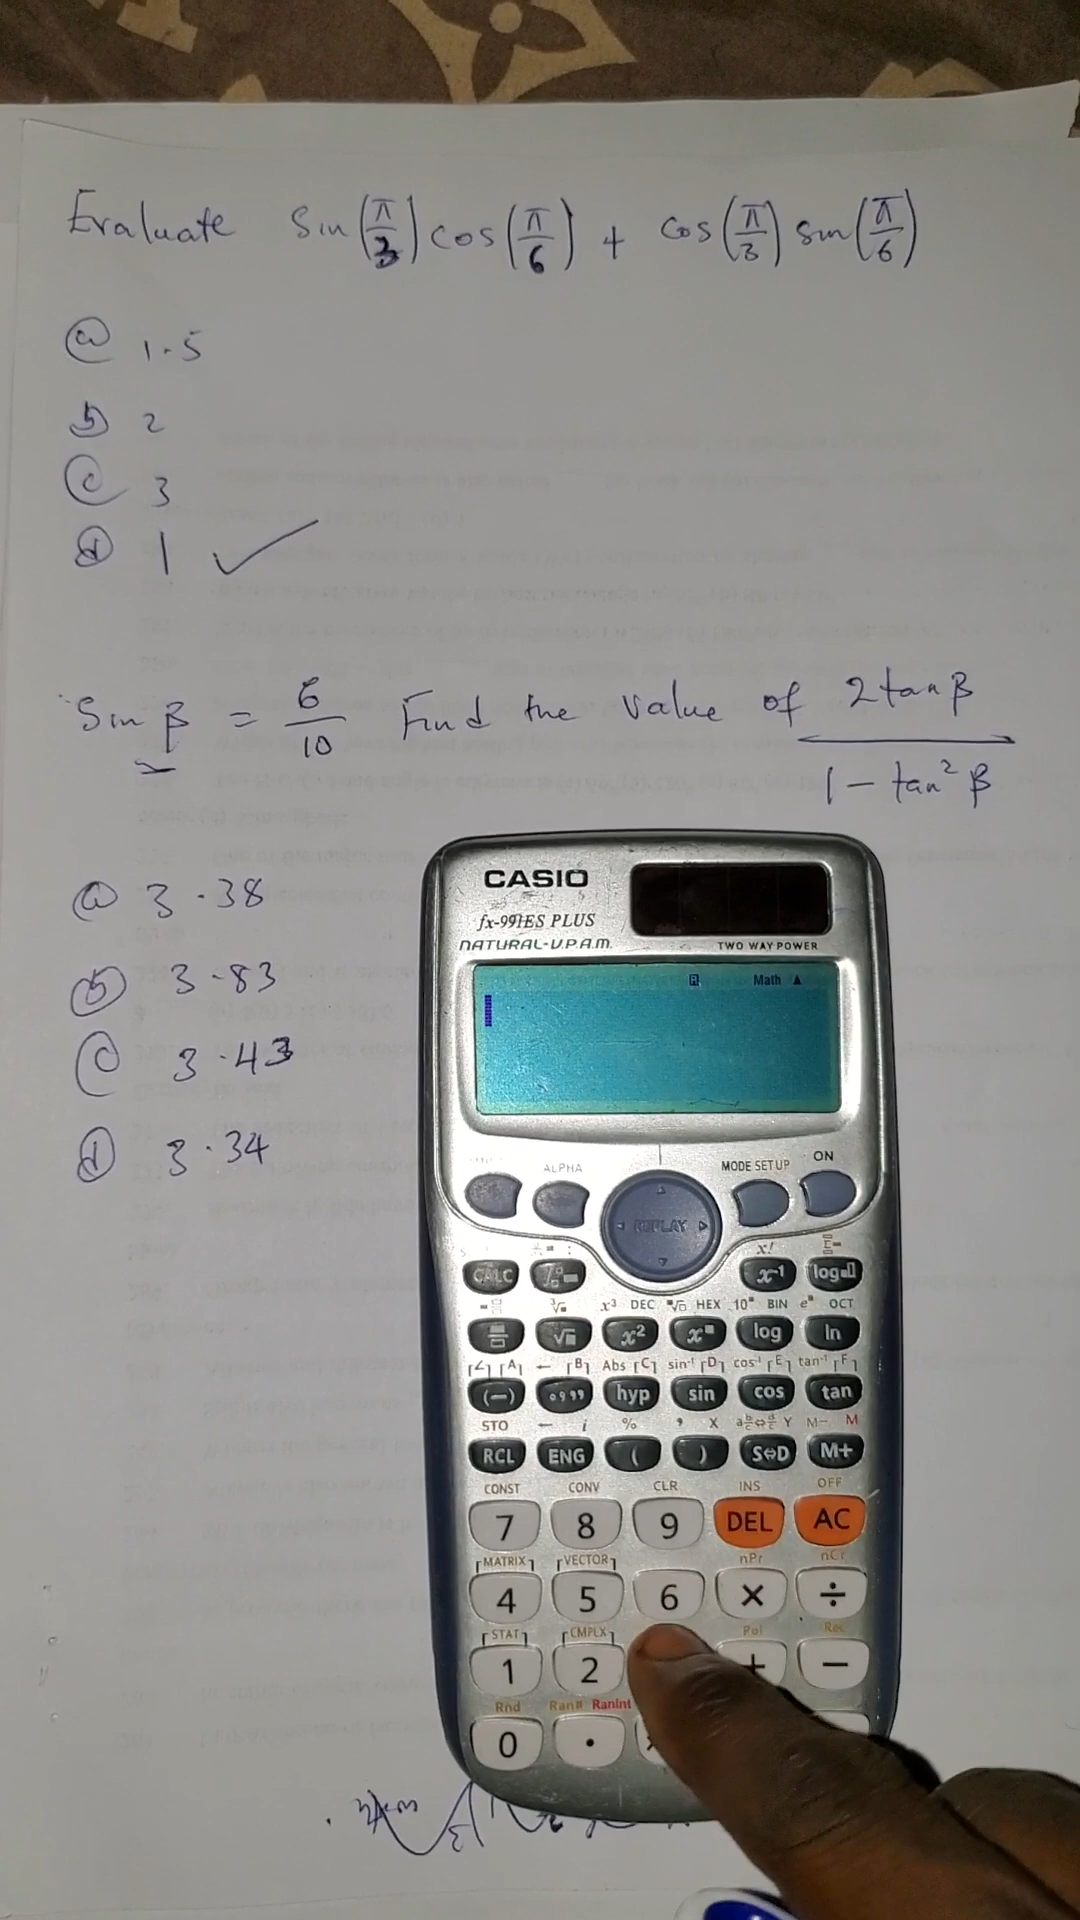 Evaluate Sin(π/3) cos(π/6) + cos(π/3) sin(π/6)
(a) 1.5
(b) 2
(c) 3
(d) 1 ✓
Sin β = 6/10 Find the value of 2tanβ / 1 - tan² β
(a) 3.38
(b) 3.83
(c) 3.43
(d) 3.34
CASIO
fx-991ES PLUS
NATURAL-V.P.A.M.
TWO WAY POWER
R Math ▲
ALPHA MODE SETUP ON
REPLAY
x!
CALC x⁻¹ log
x³ DEC HEX 10 BIN e OCT
x² log ln
∠ A ← B Abs C sin⁻¹ D cos⁻¹ E tan⁻¹ F
(−) hyp sin cos tan
STO ← i % , X Y M− M
RCL ENG ( ) S⇔D M+
CONST CONV CLR INS OFF
7 8 9 DEL AC
MATRIX VECTOR nPr nCr
4 5 6 × ÷
STAT CMPLX Pol Rec
1 2 + −
Rnd Ran# RanInt
0 .